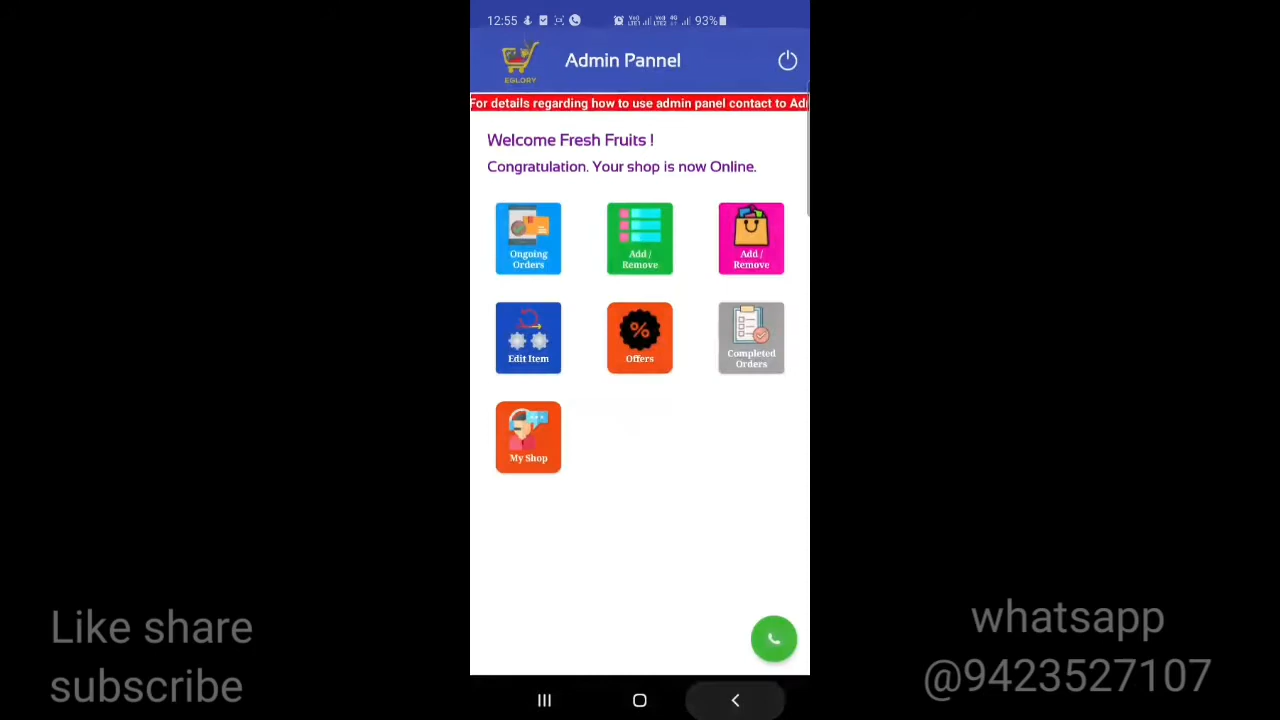 12:55
93%
Admin Pannel
EGLORY
For details regarding how to use admin panel contact to
Welcome Fresh Fruits !
Congratulation. Your shop is now Online.
Ongoing
Orders
Add /
Remove
Add /
Remove
Edit Item
%
Offers
Completed
Orders
My Shop
Like share
subscribe
whatsapp
@9423527107